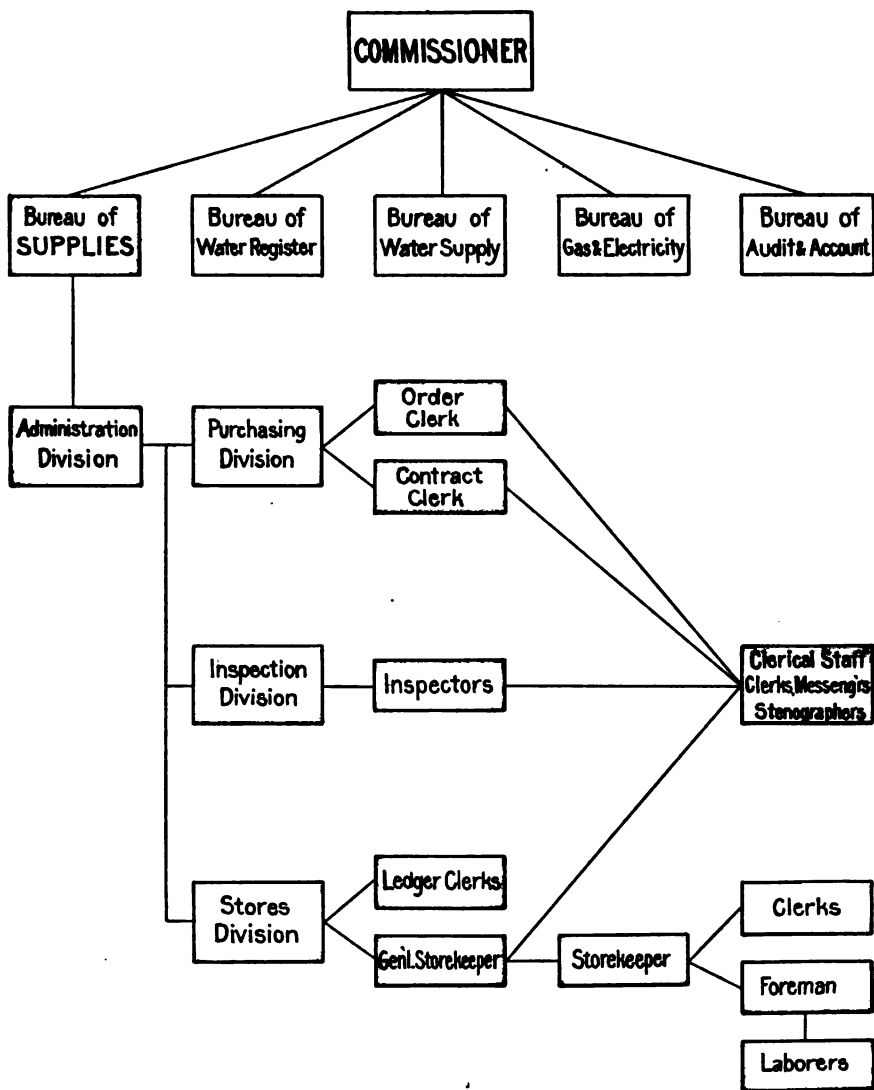 COMMISSIONER
Bureau of
SUPPLIES
Bureau of
Water Register
Bureau of
Water Supply
Bureau of
Gas & Electricity
Bureau of
Audit & Account
Administration
Division
Purchasing
Division
Order
Clerk
Contract
Clerk
Inspection
Division
Inspectors
Clerical Staff
Clerks, Messeng'rs
Stenographers
Stores
Division
Ledger Clerks
Gen'l. Storekeeper
Storekeeper
Clerks
Foreman
Laborers